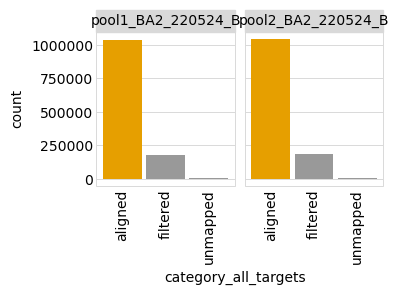 pool1_BA2_220524_B pool2_BA2_220524_B
1000000
750000
500000
250000
0
count
aligned filtered unmapped aligned filtered unmapped
category_all_targets